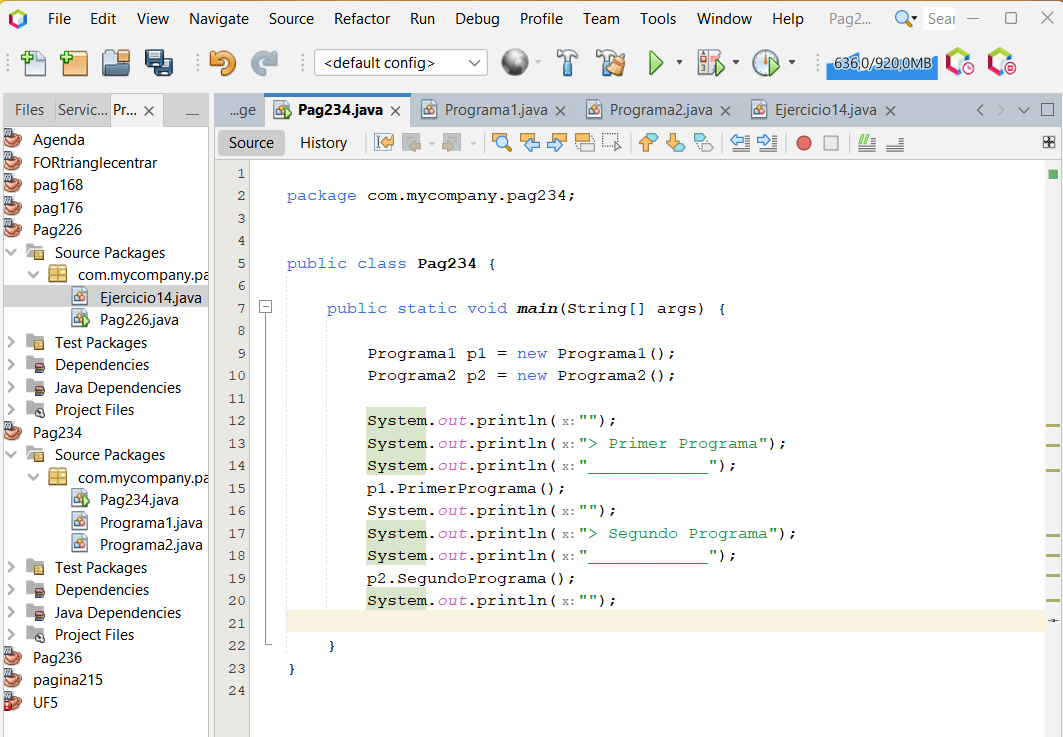 File Edit View Navigate Source Refactor Run Debug Profile Team Tools Window Help Pag2... Sear
<default config> 636,0/920,0MB
Files Servic... Pr... ...ge Pag234.java Programa1.java Programa2.java Ejercicio14.java
Source History
Agenda
FORtrianglecentrar
pag168
pag176
Pag226
Source Packages
com.mycompany.pa
Ejercicio14.java
Pag226.java
Test Packages
Dependencies
Java Dependencies
Project Files
Pag234
Source Packages
com.mycompany.pa
Pag234.java
Programa1.java
Programa2.java
Test Packages
Dependencies
Java Dependencies
Project Files
Pag236
pagina215
UF5
1
2 package com.mycompany.pag234;
3
4
5 public class Pag234 {
6
7 public static void main(String[] args) {
8
9 Programa1 p1 = new Programa1();
10 Programa2 p2 = new Programa2();
11
12 System.out.println(x:"");
13 System.out.println(x:"> Primer Programa");
14 System.out.println(x:"____________");
15 p1.PrimerPrograma();
16 System.out.println(x:"");
17 System.out.println(x:"> Segundo Programa");
18 System.out.println(x:"____________");
19 p2.SegundoPrograma();
20 System.out.println(x:"");
21
22 }
23 }
24